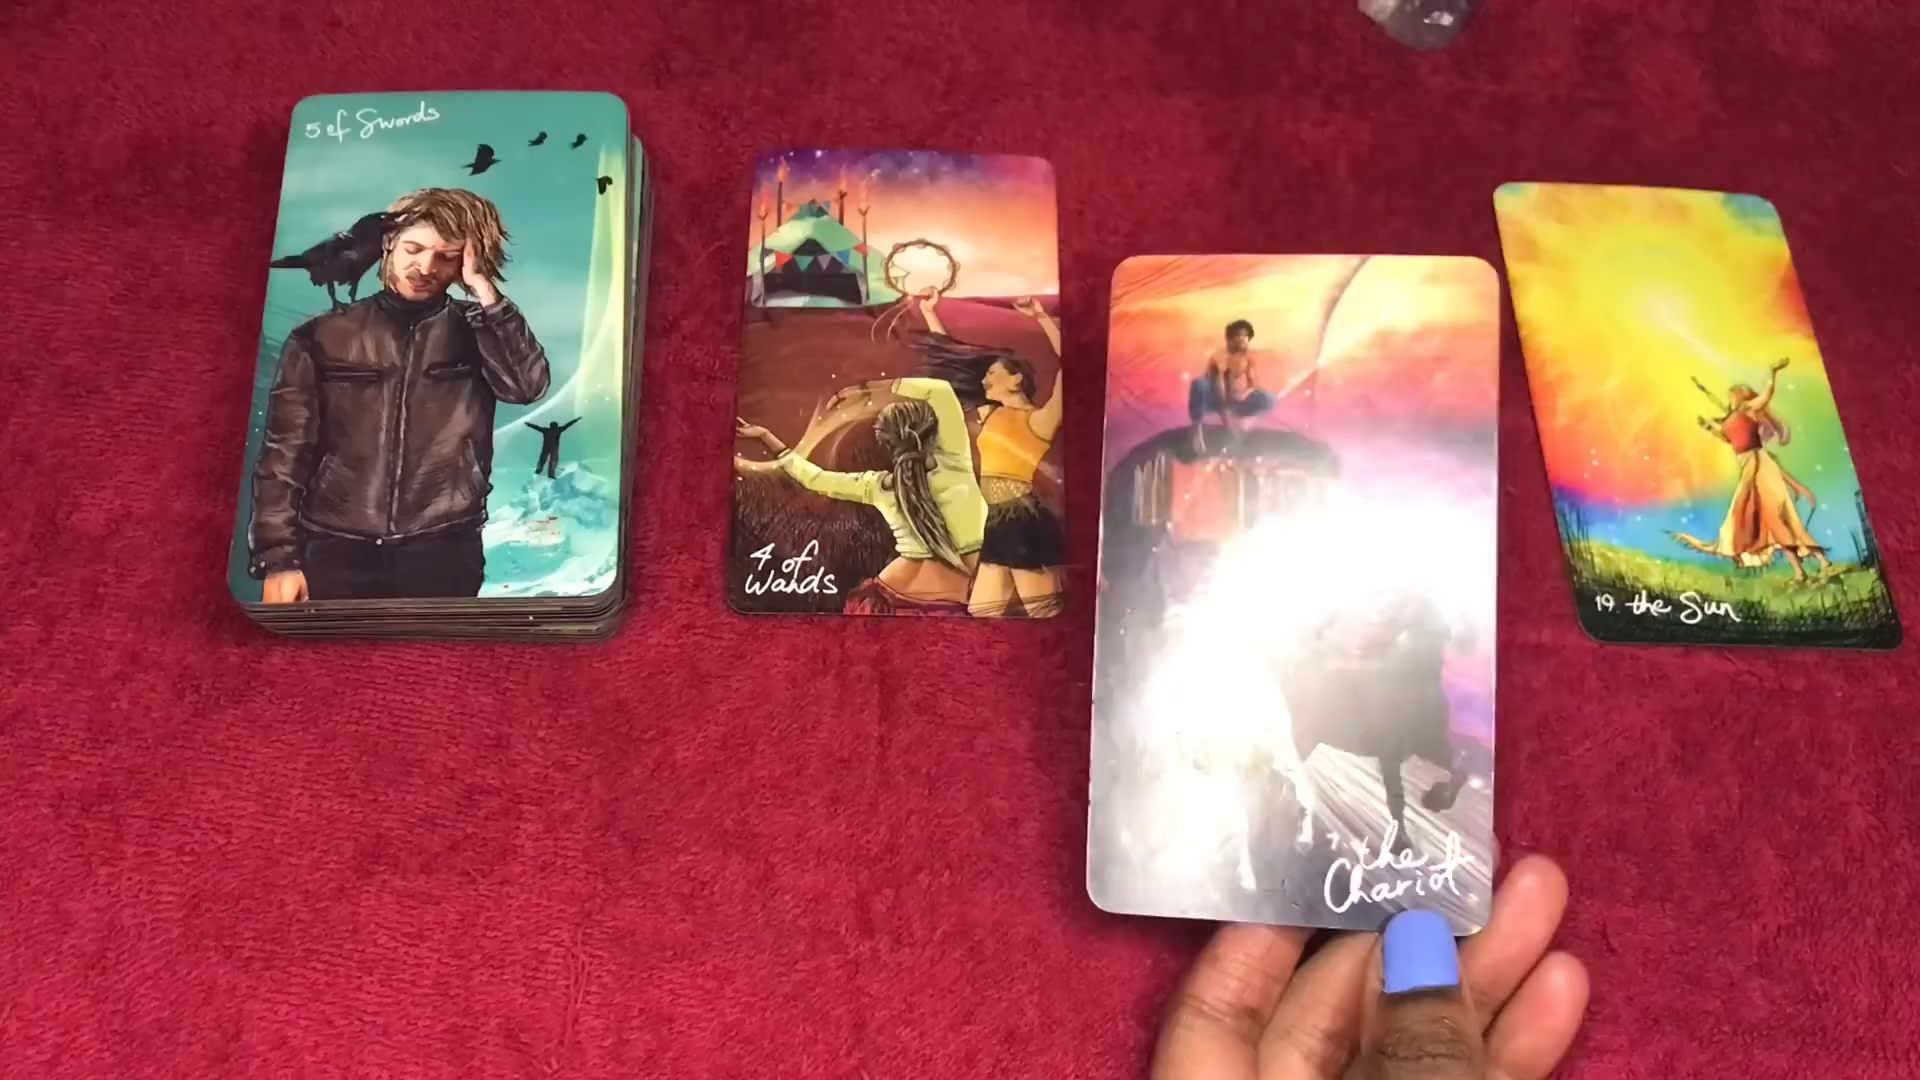 5 of Swords
4 of
Wands
7. the
Chariot.
19 the Sun